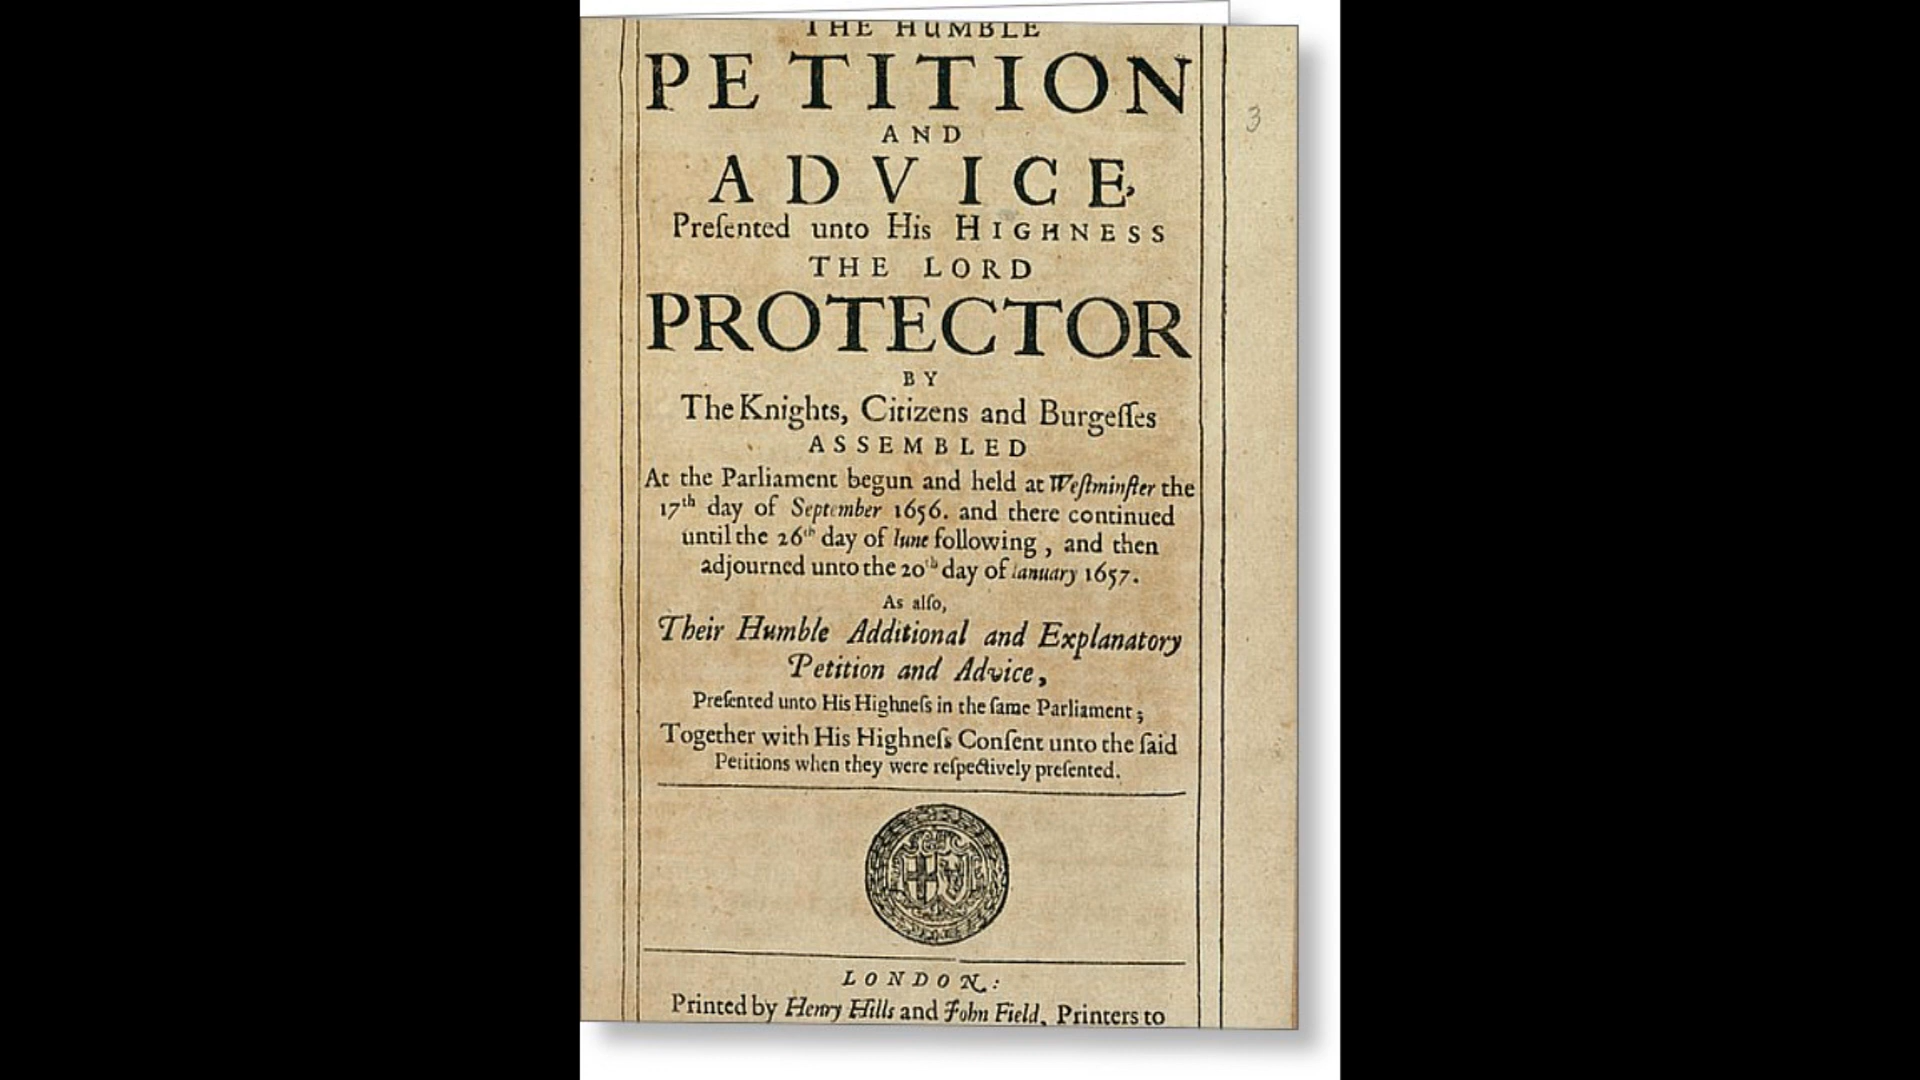 THE HUMBLE
PETITION
AND
ADVICE,
Preſented unto His HIGHNESS
THE LORD
PROTECTOR
BY
The Knights, Citizens and Burgeſſes
ASSEMBLED
At the Parliament begun and held at Weſtminſter the
17th day of September 1656. and there continued
until the 26th day of Iune following, and then
adjourned unto the 20th day of Ianuary 1657.
As alſo,
Their Humble Additional and Explanatory
Petition and Advice,
Preſented unto His Highneſs in the ſame Parliament;
Together with His Highneſs Conſent unto the ſaid
Petitions when they were reſpectively preſented.
LONDON:
Printed by Henry Hills and John Field, Printers to
3